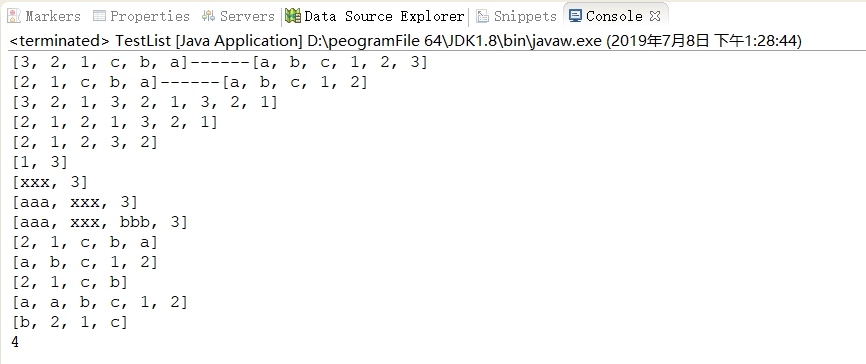 Markers Properties Servers Data Source Explorer Snippets Console
<terminated> TestList [Java Application] D:\peogramFile 64\JDK1.8\bin\javaw.exe (2019年7月8日 下午1:28:44)
[3, 2, 1, c, b, a]------[a, b, c, 1, 2, 3]
[2, 1, c, b, a]------[a, b, c, 1, 2]
[3, 2, 1, 3, 2, 1, 3, 2, 1]
[2, 1, 2, 1, 3, 2, 1]
[2, 1, 2, 3, 2]
[1, 3]
[xxx, 3]
[aaa, xxx, 3]
[aaa, xxx, bbb, 3]
[2, 1, c, b, a]
[a, b, c, 1, 2]
[2, 1, c, b]
[a, a, b, c, 1, 2]
[b, 2, 1, c]
4